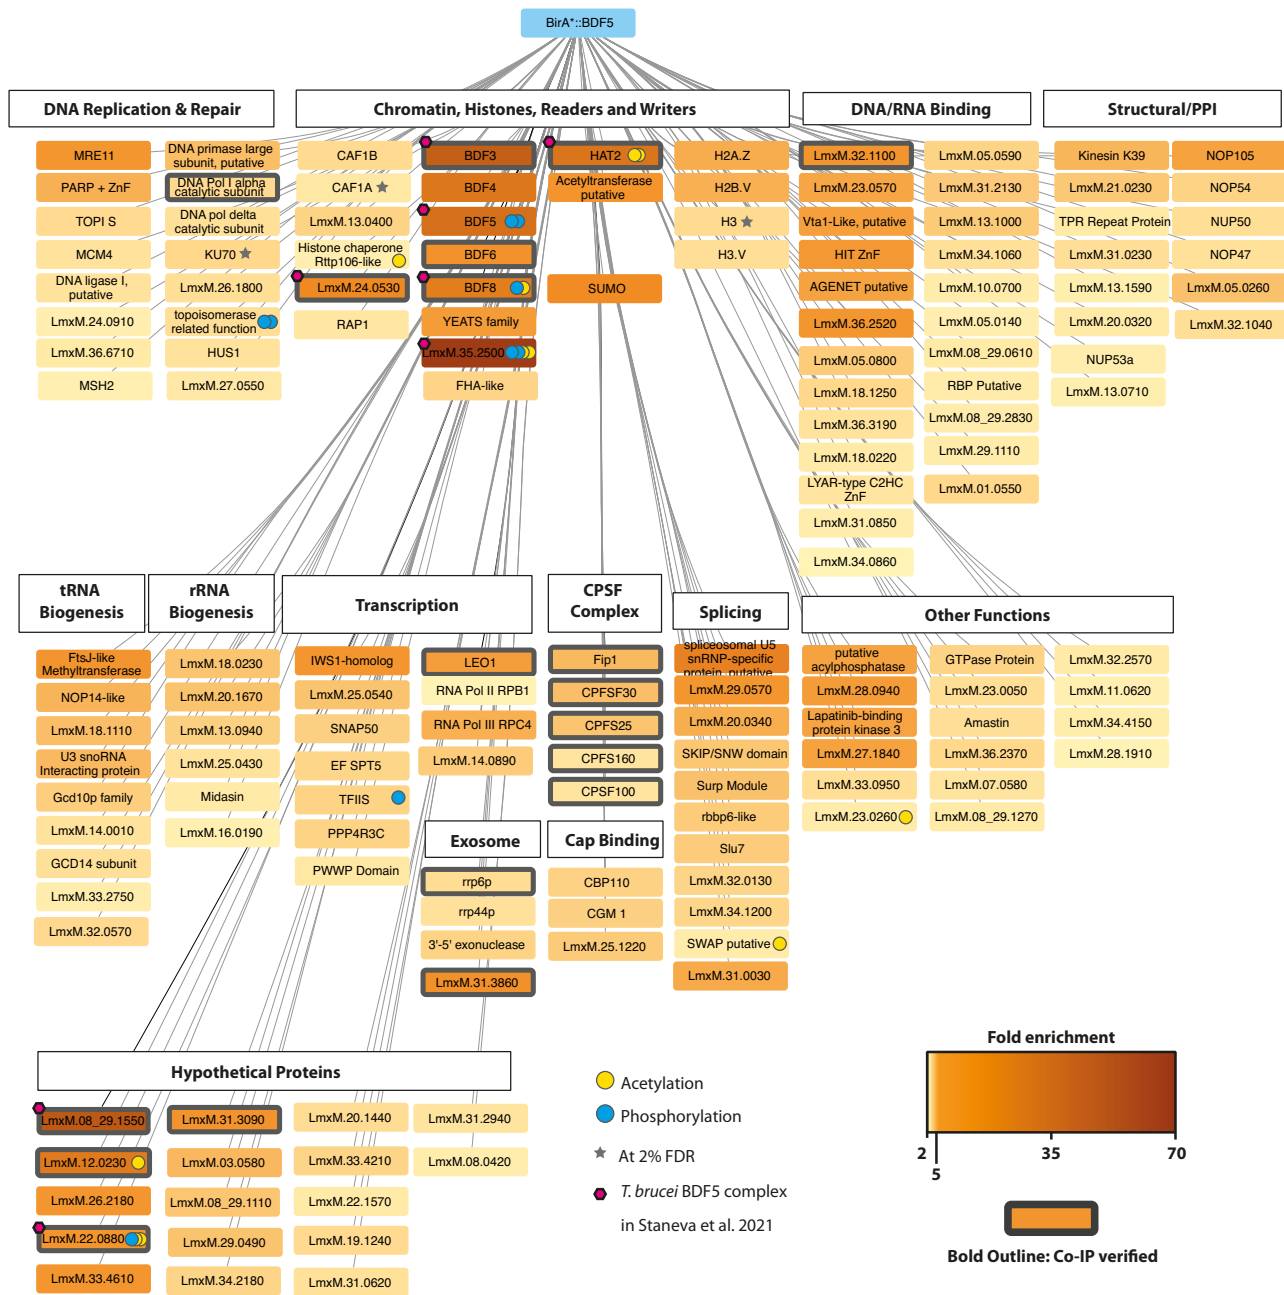 BirA*::BDF5
DNA Replication & Repair
MRE11
PARP + ZnF
TOPI S
MCM4
DNA ligase I,
putative
LmxM.24.0910
LmxM.36.6710
MSH2
DNA primase large
subunit, putative
DNA Pol I alpha
catalytic subunit
DNA pol delta
catalytic subunit
KU70
LmxM.26.1800
topoisomerase
related function
HUS1
LmxM.27.0550
Chromatin, Histones, Readers and Writers
CAF1B
CAF1A
LmxM.13.0400
Histone chaperone
Rttp106-like
LmxM.24.0530
RAP1
BDF3
BDF4
BDF5
BDF6
BDF8
YEATS family
LmxM.35.2500
FHA-like
HAT2
Acetyltransferase
putative
SUMO
H2A.Z
H2B.V
H3
H3.V
DNA/RNA Binding
LmxM.32.1100
LmxM.23.0570
Vta1-Like, putative
HIT ZnF
AGENET putative
LmxM.36.2520
LmxM.05.0800
LmxM.18.1250
LmxM.36.3190
LmxM.18.0220
LYAR-type C2HC
ZnF
LmxM.31.0850
LmxM.34.0860
LmxM.05.0590
LmxM.31.2130
LmxM.13.1000
LmxM.34.1060
LmxM.10.0700
LmxM.05.0140
LmxM.08_29.0610
RBP Putative
LmxM.08_29.2830
LmxM.29.1110
LmxM.01.0550
Structural/PPI
Kinesin K39
LmxM.21.0230
TPR Repeat Protein
LmxM.31.0230
LmxM.13.1590
LmxM.20.0320
NUP53a
LmxM.13.0710
NOP105
NOP54
NUP50
NOP47
LmxM.05.0260
LmxM.32.1040
tRNA
Biogenesis
FtsJ-like
Methyltransferase
NOP14-like
LmxM.18.1110
U3 snoRNA
Interacting protein
Gcd10p family
LmxM.14.0010
GCD14 subunit
LmxM.33.2750
LmxM.32.0570
rRNA
Biogenesis
LmxM.18.0230
LmxM.20.1670
LmxM.13.0940
LmxM.25.0430
Midasin
LmxM.16.0190
Transcription
IWS1-homolog
LmxM.25.0540
SNAP50
EF SPT5
TFIIS
PPP4R3C
PWWP Domain
LEO1
RNA Pol II RPB1
RNA Pol III RPC4
LmxM.14.0890
Exosome
rrp6p
rrp44p
3'-5' exonuclease
LmxM.31.3860
CPSF
Complex
Fip1
CPFSF30
CPFS25
CPFS160
CPSF100
Cap Binding
CBP110
CGM 1
LmxM.25.1220
Splicing
spliceosomal U5
snRNP-specific
protein, putative
LmxM.29.0570
LmxM.20.0340
SKIP/SNW domain
Surp Module
rbbp6-like
Slu7
LmxM.32.0130
LmxM.34.1200
SWAP putative
LmxM.31.0030
Other Functions
putative
acylphosphatase
LmxM.28.0940
Lapatinib-binding
protein kinase 3
LmxM.27.1840
LmxM.33.0950
LmxM.23.0260
GTPase Protein
LmxM.23.0050
Amastin
LmxM.36.2370
LmxM.07.0580
LmxM.08_29.1270
LmxM.32.2570
LmxM.11.0620
LmxM.34.4150
LmxM.28.1910
Hypothetical Proteins
LmxM.08_29.1550
LmxM.12.0230
LmxM.26.2180
LmxM.22.0880
LmxM.33.4610
LmxM.31.3090
LmxM.03.0580
LmxM.08_29.1110
LmxM.29.0490
LmxM.34.2180
LmxM.20.1440
LmxM.33.4210
LmxM.22.1570
LmxM.19.1240
LmxM.31.0620
LmxM.31.2940
LmxM.08.0420
Acetylation
Phosphorylation
At 2% FDR
T. brucei BDF5 complex
in Staneva et al. 2021
Fold enrichment
2 35 70
5
Bold Outline: Co-IP verified